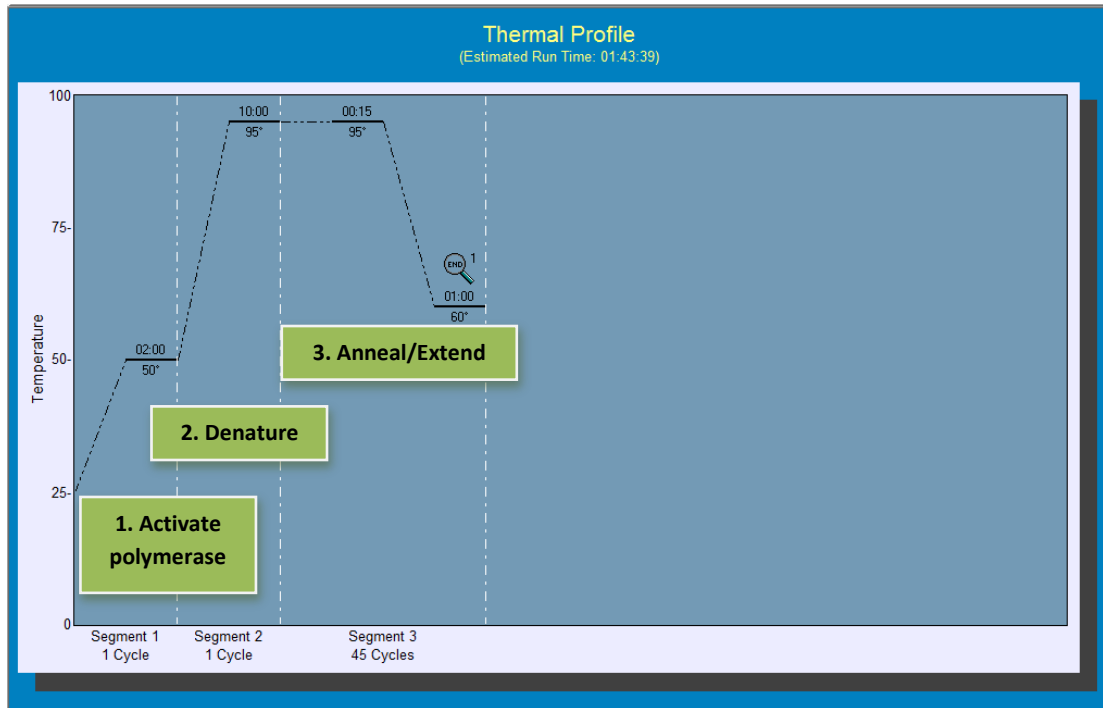 Thermal Profile
(Estimated Run Time: 01:43:39)
100
75-
50-
25-
0
Temperature
02:00
50°
10:00
95°
00:15
95°
END 1
01:00
60°
1. Activate
polymerase
2. Denature
3. Anneal/Extend
Segment 1
1 Cycle
Segment 2
1 Cycle
Segment 3
45 Cycles